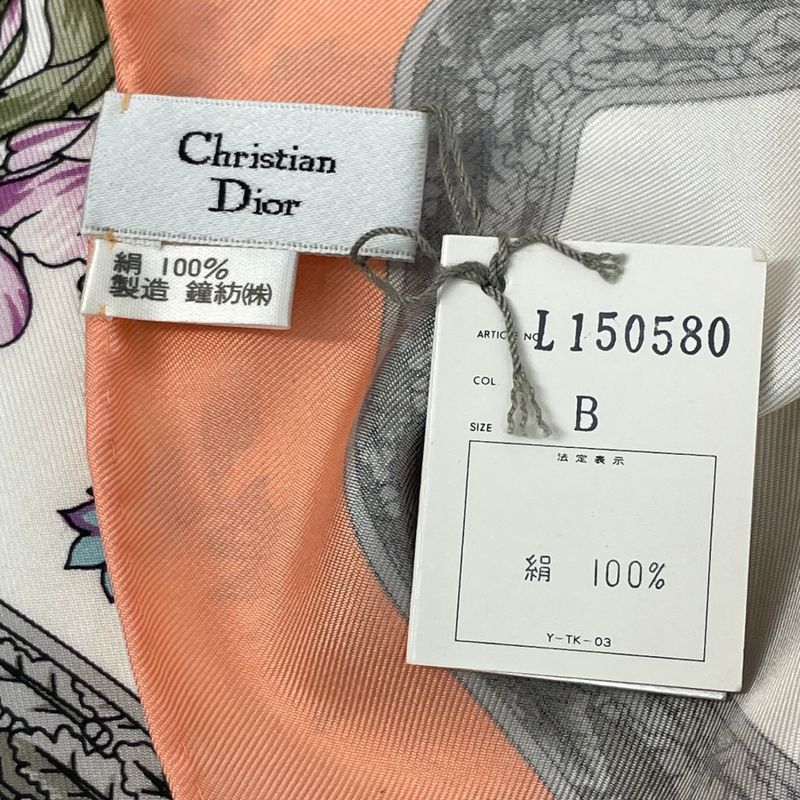 Christian
Dior
絹 100%
製造 鐘紡㈱
ARTICLE NO. L150580
COL
B
SIZE
法定表示
絹 100%
Y-TK-03